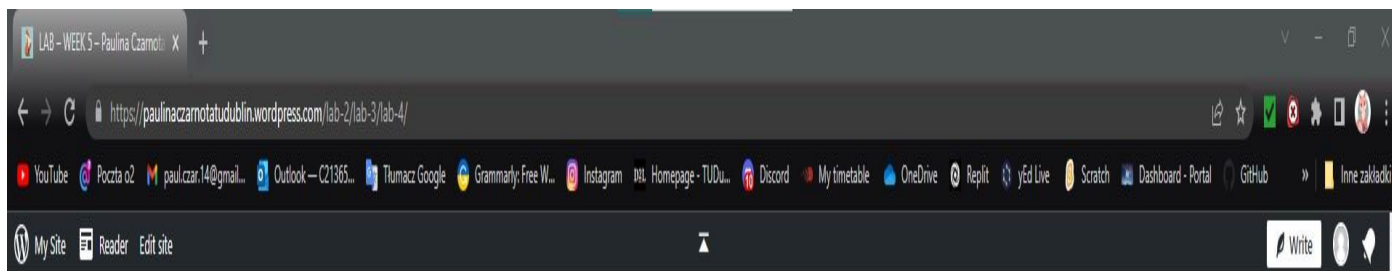 LAB – WEEK 5 – Paulina Czarnota
https://paulinaczarnotatudublin.wordpress.com/lab-2/lab-3/lab-4/
YouTube Poczta o2 paul.czar.14@gmail... Outlook — C21365... Tłumacz Google Grammarly: Free W... Instagram Homepage - TUDu... Discord My timetable OneDrive Replit yEd Live Scratch Dashboard - Portal GitHub » Inne zakładki
My Site Reader Edit site Write